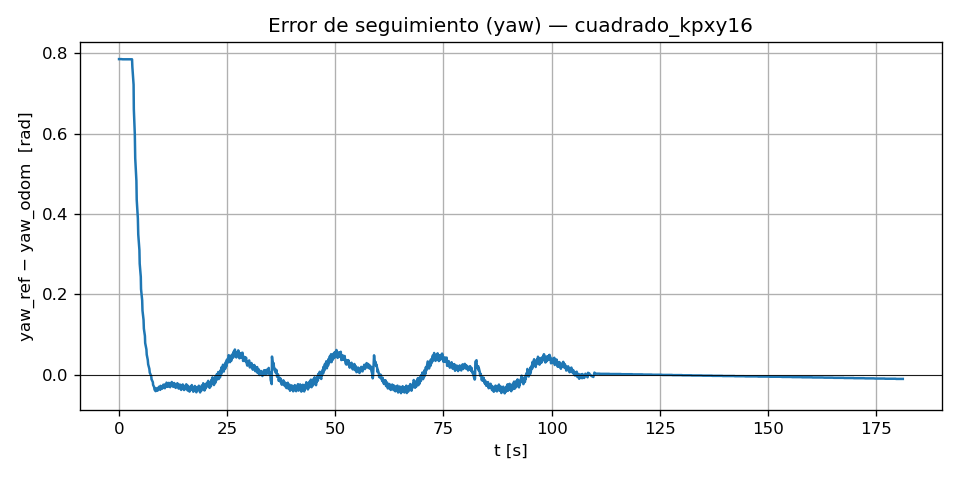 Error de seguimiento (yaw) — cuadrado_kpxy16
yaw_ref − yaw_odom [rad]
0.8
0.6
0.4
0.2
0.0
0 25 50 75 100 125 150 175
t [s]